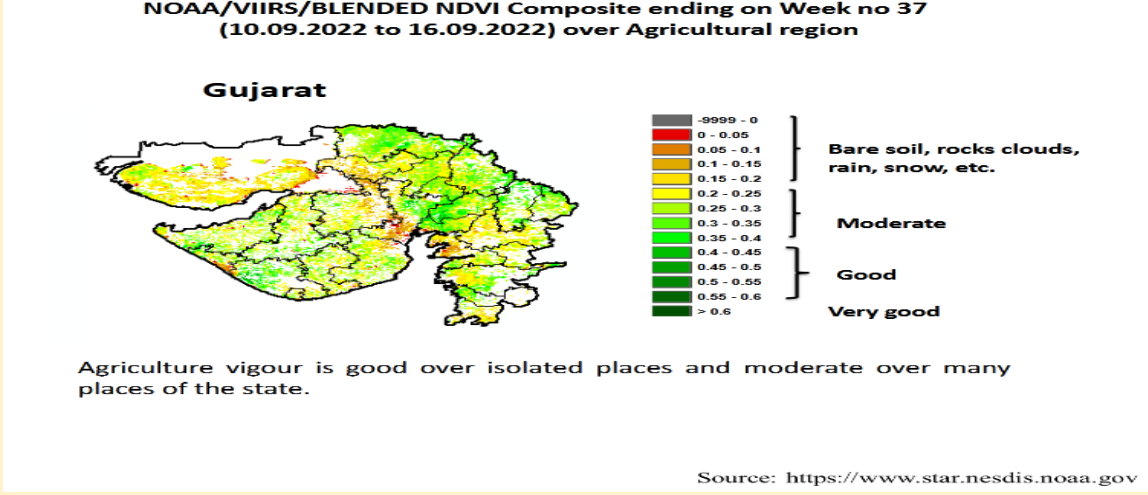 NOAA/VIIRS/BLENDED NDVI Composite ending on Week no 37
(10.09.2022 to 16.09.2022) over Agricultural region
Gujarat
-9999 - 0
0 - 0.05
0.05 - 0.1
0.1 - 0.15
0.15 - 0.2
0.2 - 0.25
0.25 - 0.3
0.3 - 0.35
0.35 - 0.4
0.4 - 0.45
0.45 - 0.5
0.5 - 0.55
0.55 - 0.6
> 0.6
Bare soil, rocks clouds,
rain, snow, etc.
Moderate
Good
Very good
Agriculture vigour is good over isolated places and moderate over many
places of the state.
Source: https://www.star.nesdis.noaa.gov